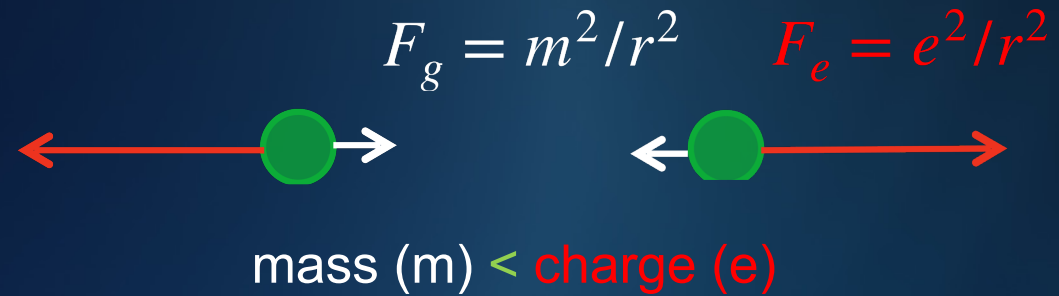 F_g = m²/r² F_e = e²/r²
mass (m) < charge (e)